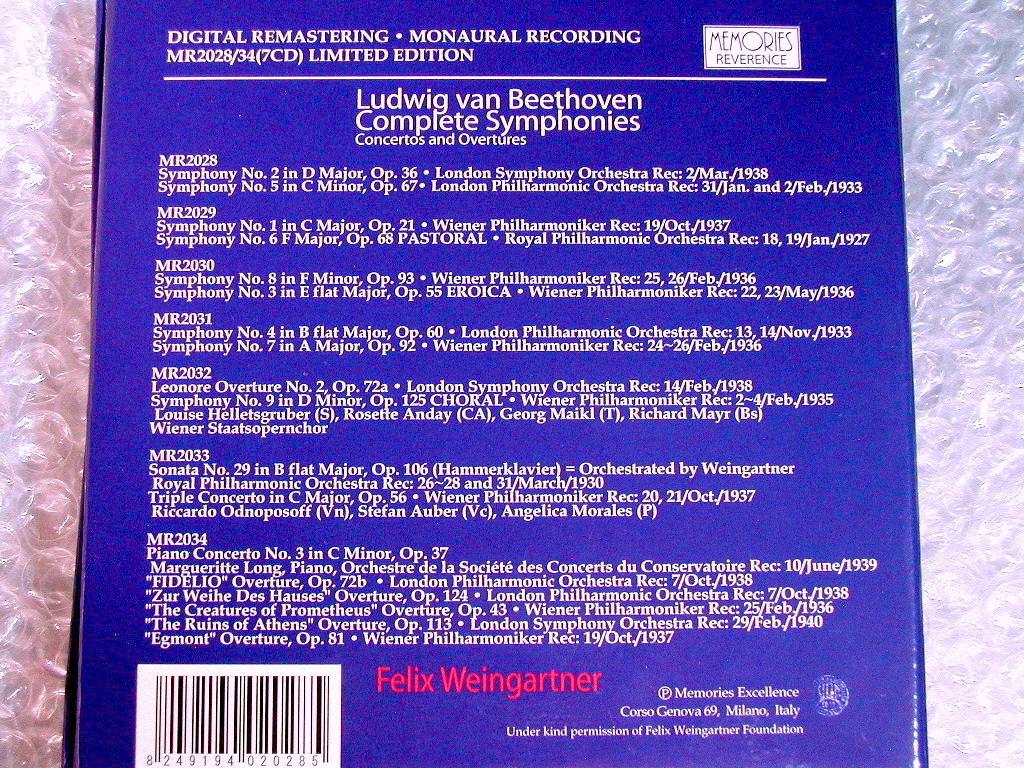 DIGITAL REMASTERING • MONAURAL RECORDING
MR2028/34(7CD) LIMITED EDITION
MEMORIES
REVERENCE
Ludwig van Beethoven
Complete Symphonies
Concertos and Overtures
MR2028
Symphony No. 2 in D Major, Op. 36 • London Symphony Orchestra Rec: 2/Mar./1938
Symphony No. 5 in C Minor, Op. 67• London Philharmonic Orchestra Rec: 31/Jan. and 2/Feb./1933
MR2029
Symphony No. 1 in C Major, Op. 21 • Wiener Philharmoniker Rec: 19/Oct./1937
Symphony No. 6 F Major, Op. 68 PASTORAL • Royal Philharmonic Orchestra Rec: 18, 19/Jan./1927
MR2030
Symphony No. 8 in F Minor, Op. 93 • Wiener Philharmoniker Rec: 25, 26/Feb./1936
Symphony No. 3 in E flat Major, Op. 55 EROICA • Wiener Philharmoniker Rec: 22, 23/May/1936
MR2031
Symphony No. 4 in B flat Major, Op. 60 • London Philharmonic Orchestra Rec: 13, 14/Nov./1933
Symphony No. 7 in A Major, Op. 92 • Wiener Philharmoniker Rec: 24~26/Feb./1936
MR2032
Leonore Overture No. 2, Op. 72a • London Symphony Orchestra Rec: 14/Feb./1938
Symphony No. 9 in D Minor, Op. 125 CHORAL • Wiener Philharmoniker Rec: 2~4/Feb./1935
Louise Helletsgruber (S), Rosette Anday (CA), Georg Maikl (T), Richard Mayr (Bs)
Wiener Staatsopernchor
MR2033
Sonata No. 29 in B flat Major, Op. 106 (Hammerklavier) = Orchestrated by Weingartner
Royal Philharmonic Orchestra Rec: 26~28 and 31/March/1930
Triple Concerto in C Major, Op. 56 • Wiener Philharmoniker Rec: 20, 21/Oct./1937
Riccardo Odnoposoff (Vn), Stefan Auber (Vc), Angelica Morales (P)
MR2034
Piano Concerto No. 3 in C Minor, Op. 37
Margueritte Long, Piano, Orchestre de la Société des Concerts du Conservatoire Rec: 10/June/1939
"FIDELIO" Overture, Op. 72b • London Philharmonic Orchestra Rec: 7/Oct./1938
"Zur Weihe Des Hauses" Overture, Op. 124 • London Philharmonic Orchestra Rec: 7/Oct./1938
"The Creatures of Prometheus" Overture, Op. 43 • Wiener Philharmoniker Rec: 25/Feb./1936
"The Ruins of Athens" Overture, Op. 113 • London Symphony Orchestra Rec: 29/Feb./1940
"Egmont" Overture, Op. 81 • Wiener Philharmoniker Rec: 19/Oct./1937
Felix Weingartner
℗ Memories Excellence
Corso Genova 69, Milano, Italy
Under kind permission of Felix Weingartner Foundation
8 249194 020285